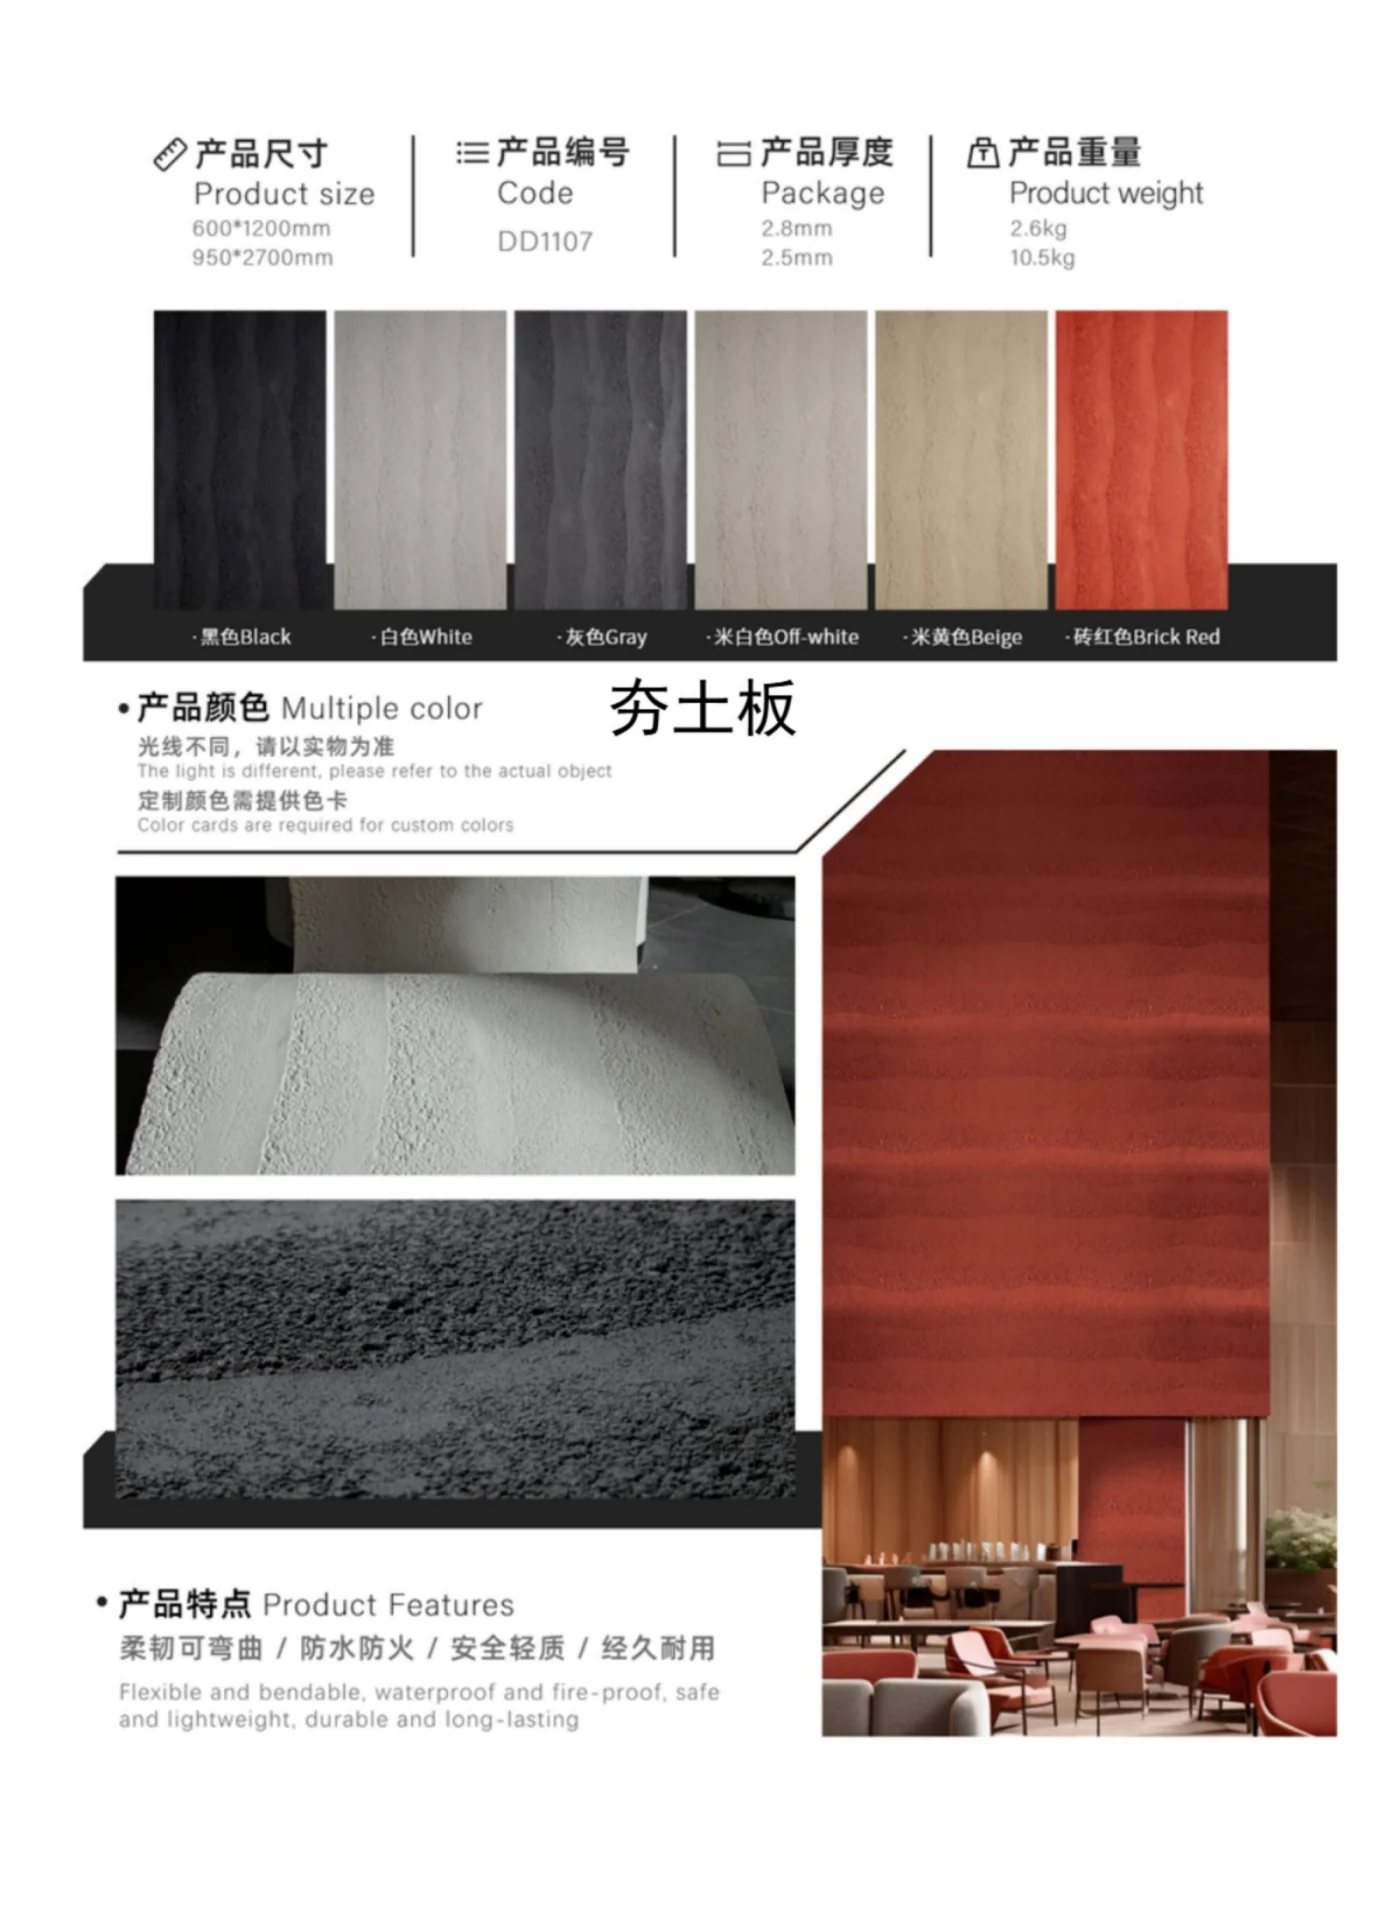 产品尺寸
Product size
600*1200mm
950*2700mm
产品编号
Code
DD1107
产品厚度
Package
2.8mm
2.5mm
产品重量
Product weight
2.6kg
10.5kg
·黑色Black
·白色White
·灰色Gray
·米白色Off-white
·米黄色Beige
·砖红色Brick Red
• 产品颜色 Multiple color
夯土板
光线不同，请以实物为准
The light is different, please refer to the actual object
定制颜色需提供色卡
Color cards are required for custom colors
• 产品特点 Product Features
柔韧可弯曲 / 防水防火 / 安全轻质 / 经久耐用
Flexible and bendable, waterproof and fire-proof, safe
and lightweight, durable and long-lasting